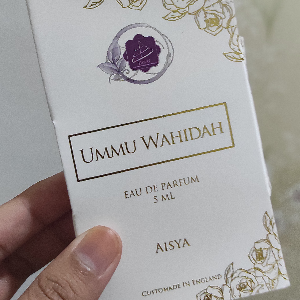 UMMU WAHIDAH
EAU DE PARFUM
5 ML
AISYA
CUSTOMADE IN ENGLAND